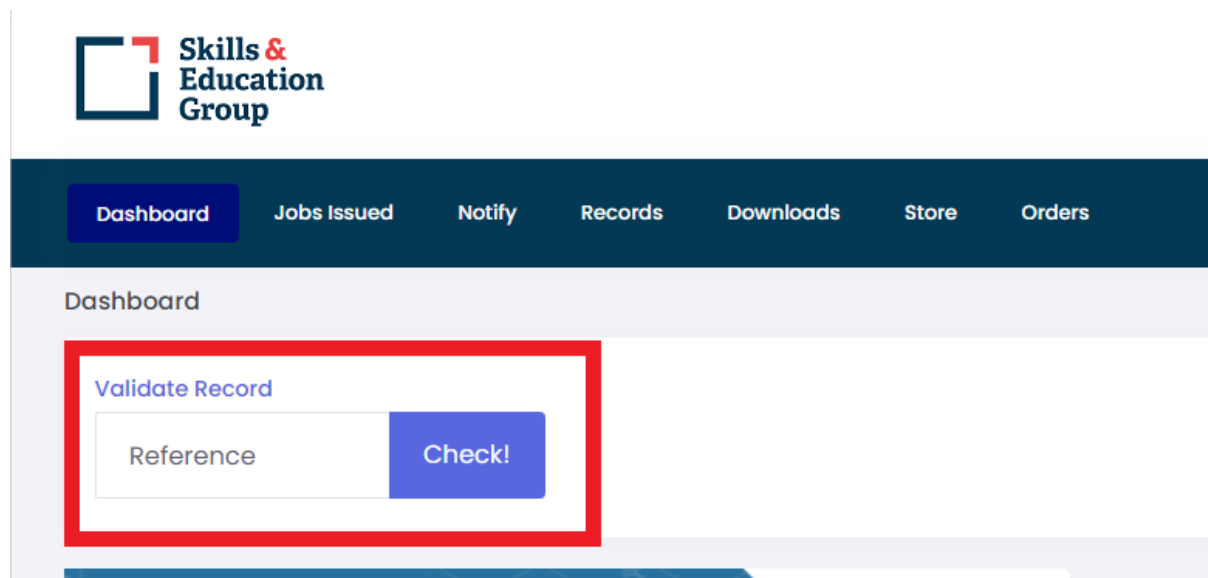 Skills &
Education
Group
Dashboard Jobs Issued Notify Records Downloads Store Orders
Dashboard
Validate Record
Reference Check!